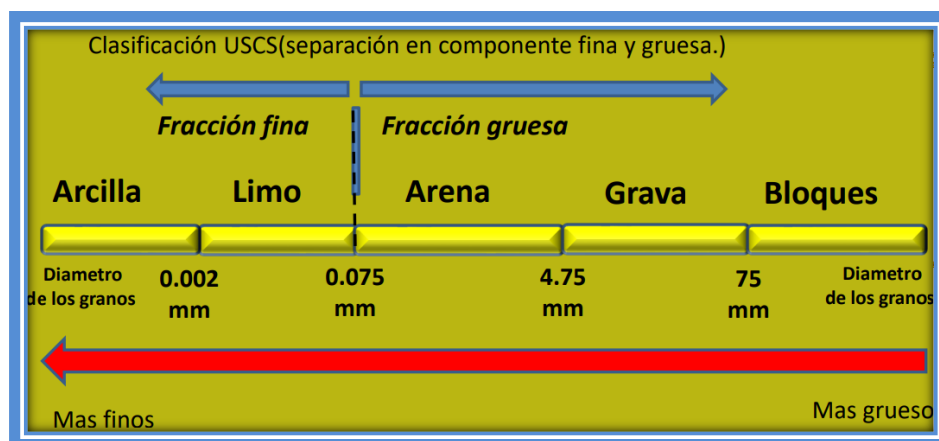 Clasificación USCS(separación en componente fina y gruesa.)
Fracción fina
Fracción gruesa
Arcilla
Limo
Arena
Grava
Bloques
Diametro
de los granos
0.002
mm
0.075
mm
4.75
mm
75
mm
Diametro
de los granos
Mas finos
Mas grueso